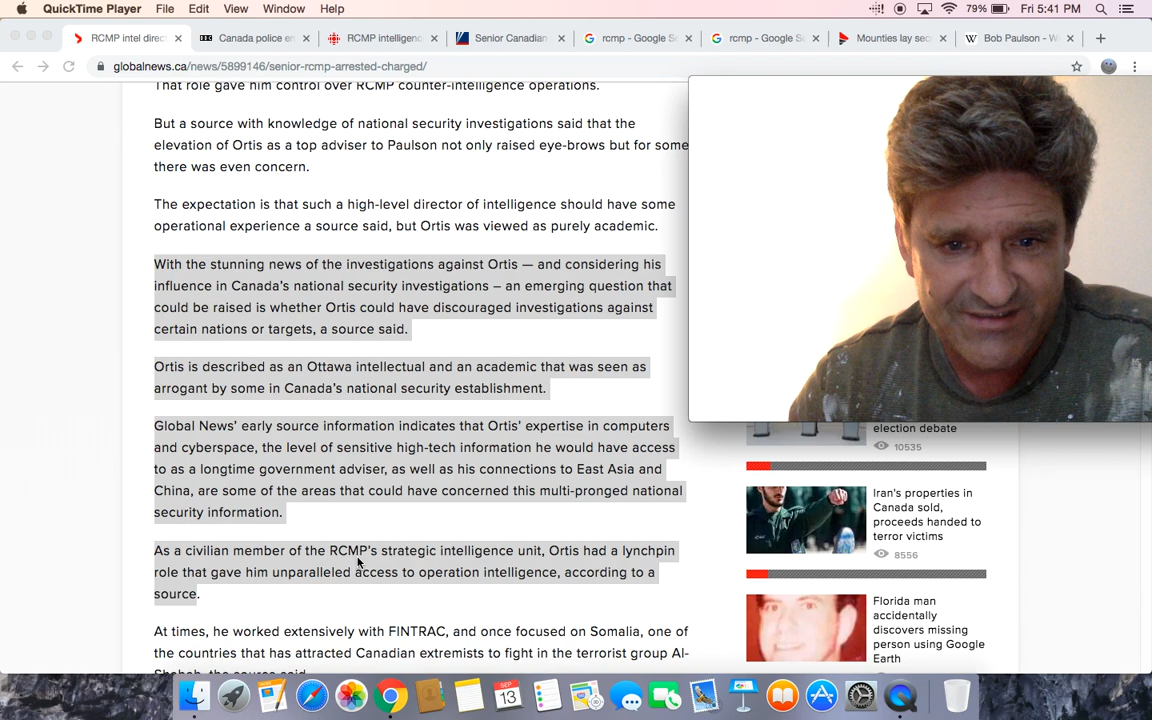 QuickTime Player File Edit View Window Help 79% Fri 5:41 PM
RCMP intel direc Canada police en RCMP intelligenc Senior Canadian rcmp - Google S rcmp - Google S Mounties lay sec Bob Paulson - W
globalnews.ca/news/5899146/senior-rcmp-arrested-charged/
That role gave him control over RCMP counter-intelligence operations.
But a source with knowledge of national security investigations said that the
elevation of Ortis as a top adviser to Paulson not only raised eye-brows but for some
there was even concern.
The expectation is that such a high-level director of intelligence should have some
operational experience a source said, but Ortis was viewed as purely academic.
With the stunning news of the investigations against Ortis — and considering his
influence in Canada's national security investigations – an emerging question that
could be raised is whether Ortis could have discouraged investigations against
certain nations or targets, a source said.
Ortis is described as an Ottawa intellectual and an academic that was seen as
arrogant by some in Canada's national security establishment.
Global News' early source information indicates that Ortis' expertise in computers
and cyberspace, the level of sensitive high-tech information he would have access
to as a longtime government adviser, as well as his connections to East Asia and
China, are some of the areas that could have concerned this multi-pronged national
security information.
As a civilian member of the RCMP's strategic intelligence unit, Ortis had a lynchpin
role that gave him unparalleled access to operation intelligence, according to a
source.
At times, he worked extensively with FINTRAC, and once focused on Somalia, one of
the countries that has attracted Canadian extremists to fight in the terrorist group Al-
Shabab, the source said.
election debate
10535
Iran's properties in
Canada sold,
proceeds handed to
terror victims
8556
Florida man
accidentally
discovers missing
person using Google
Earth
SEP
13